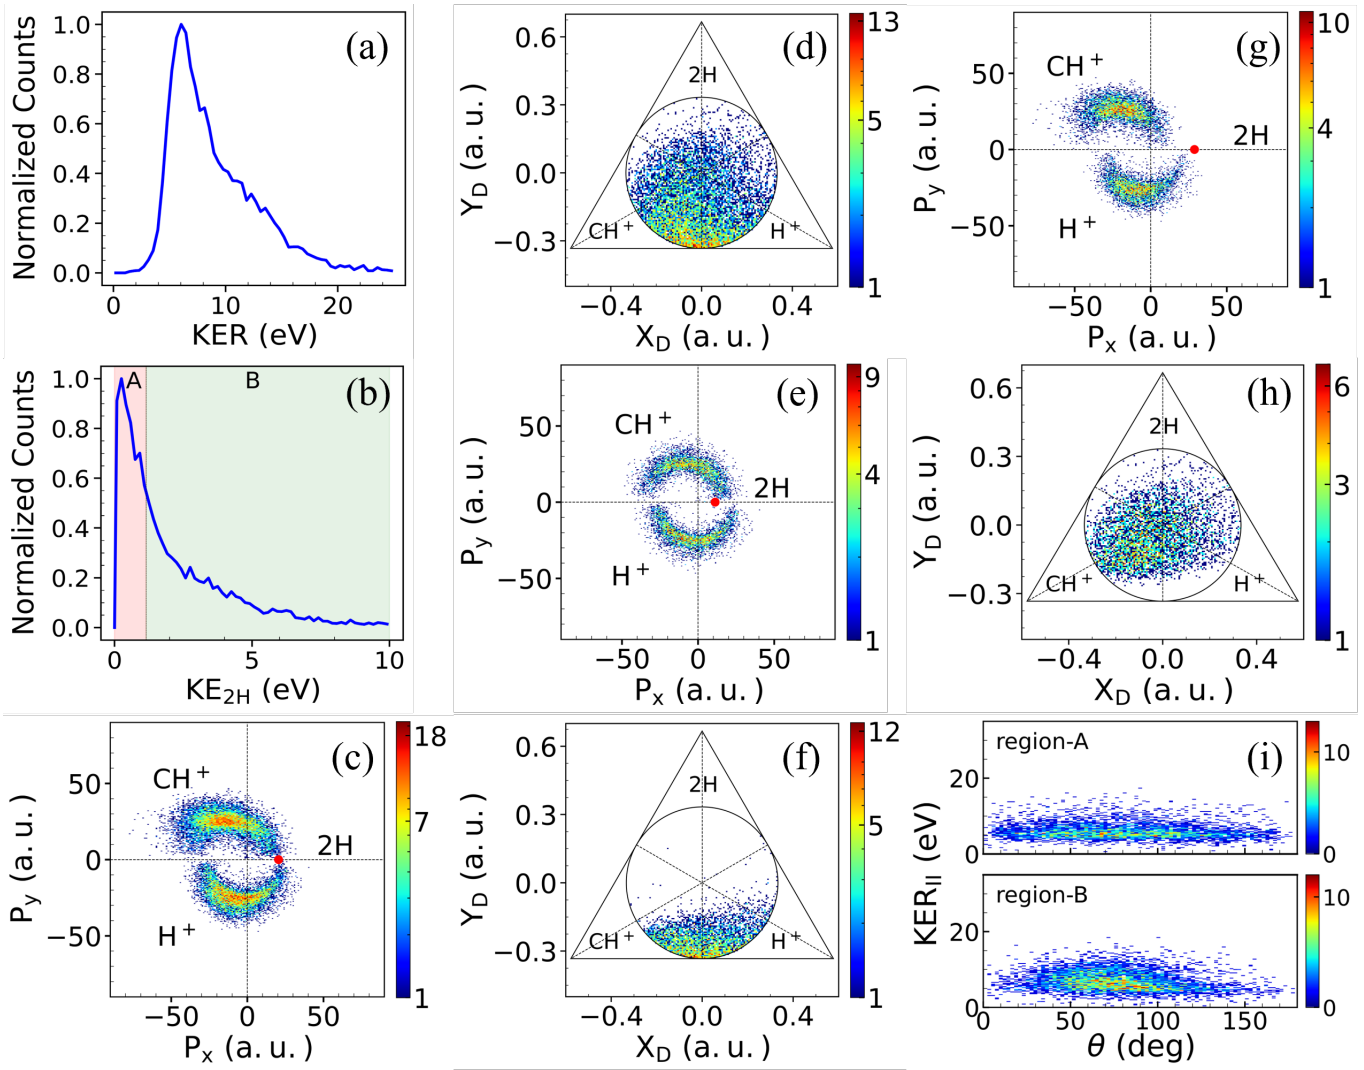 (a)
Normalized Counts
1.0
0.8
0.6
0.4
0.2
0.0
0 10 20
KER (eV)
(d)
Y_D (a. u.)
0.6
0.3
0.0
−0.3
2H
CH⁺
H⁺
−0.4 0.0 0.4
X_D (a. u.)
13
5
1
(g)
P_y (a. u.)
50
0
−50
CH⁺
2H
H⁺
−50 0 50
P_x (a. u.)
10
4
1
(b)
Normalized Counts
1.0
0.8
0.6
0.4
0.2
0.0
A
B
0 5 10
KE_2H (eV)
(e)
P_y (a. u.)
50
0
−50
CH⁺
2H
H⁺
−50 0 50
P_x (a. u.)
9
4
1
(h)
Y_D (a. u.)
0.6
0.3
0.0
−0.3
2H
CH⁺
H⁺
−0.4 0.0 0.4
X_D (a. u.)
6
3
1
(c)
P_y (a. u.)
50
0
−50
CH⁺
2H
H⁺
−50 0 50
P_x (a. u.)
18
7
1
(f)
Y_D (a. u.)
0.6
0.3
0.0
−0.3
2H
CH⁺
H⁺
−0.4 0.0 0.4
X_D (a. u.)
12
5
1
(i)
region-A
20
0
10
0
KER_II (eV)
region-B
20
0
10
0
0 50 100 150
θ (deg)